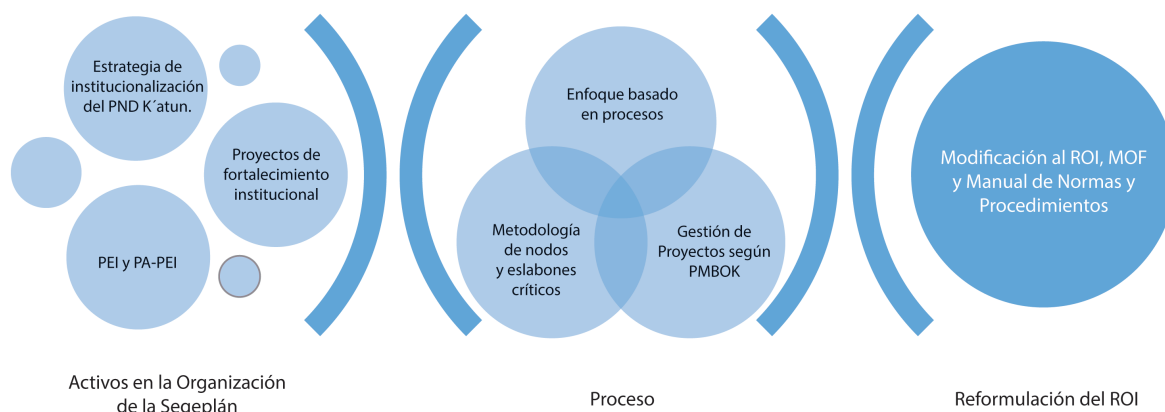 Estrategia de
institucionalización
del PND K´atun.
Proyectos de
fortalecimiento
institucional
PEI y PA-PEI
Activos en la Organización
de la Segeplán
Enfoque basado
en procesos
Metodología
de nodos
y eslabones
críticos
Gestión de
Proyectos según
PMBOK
Proceso
Modificación al ROI, MOF
y Manual de Normas y
Procedimientos
Reformulación del ROI